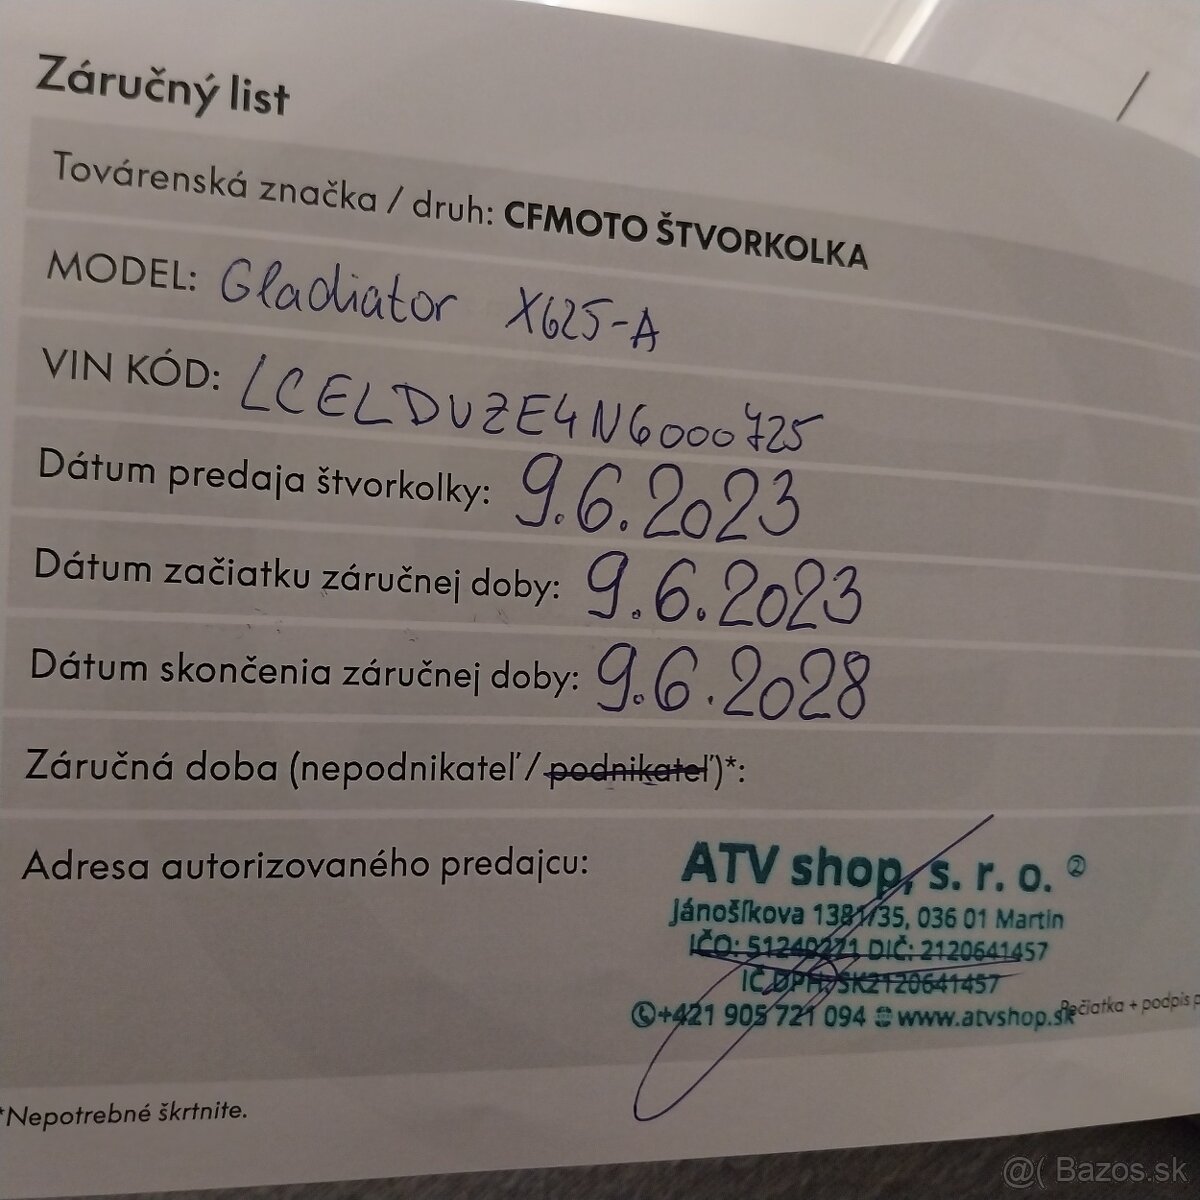 Záručný list
Továrenská značka / druh: CFMOTO ŠTVORKOLKA
MODEL: Gladiator X625-A
VIN KÓD: LCELDUZE4N6000725
Dátum predaja štvorkolky: 9.6.2023
Dátum začiatku záručnej doby: 9.6.2023
Dátum skončenia záručnej doby: 9.6.2028
Záručná doba (nepodnikateľ / podnikateľ)*:
Adresa autorizovaného predajcu:
ATV shop, s. r. o. ②
Jánošíkova 1381/35, 036 01 Martin
IČO: 51240271 DIČ: 2120641457
IČ DPH: SK2120641457
+421 905 721 094 www.atvshop.sk
Pečiatka + podpis
*Nepotrebné škrtnite.
@( Bazos.sk